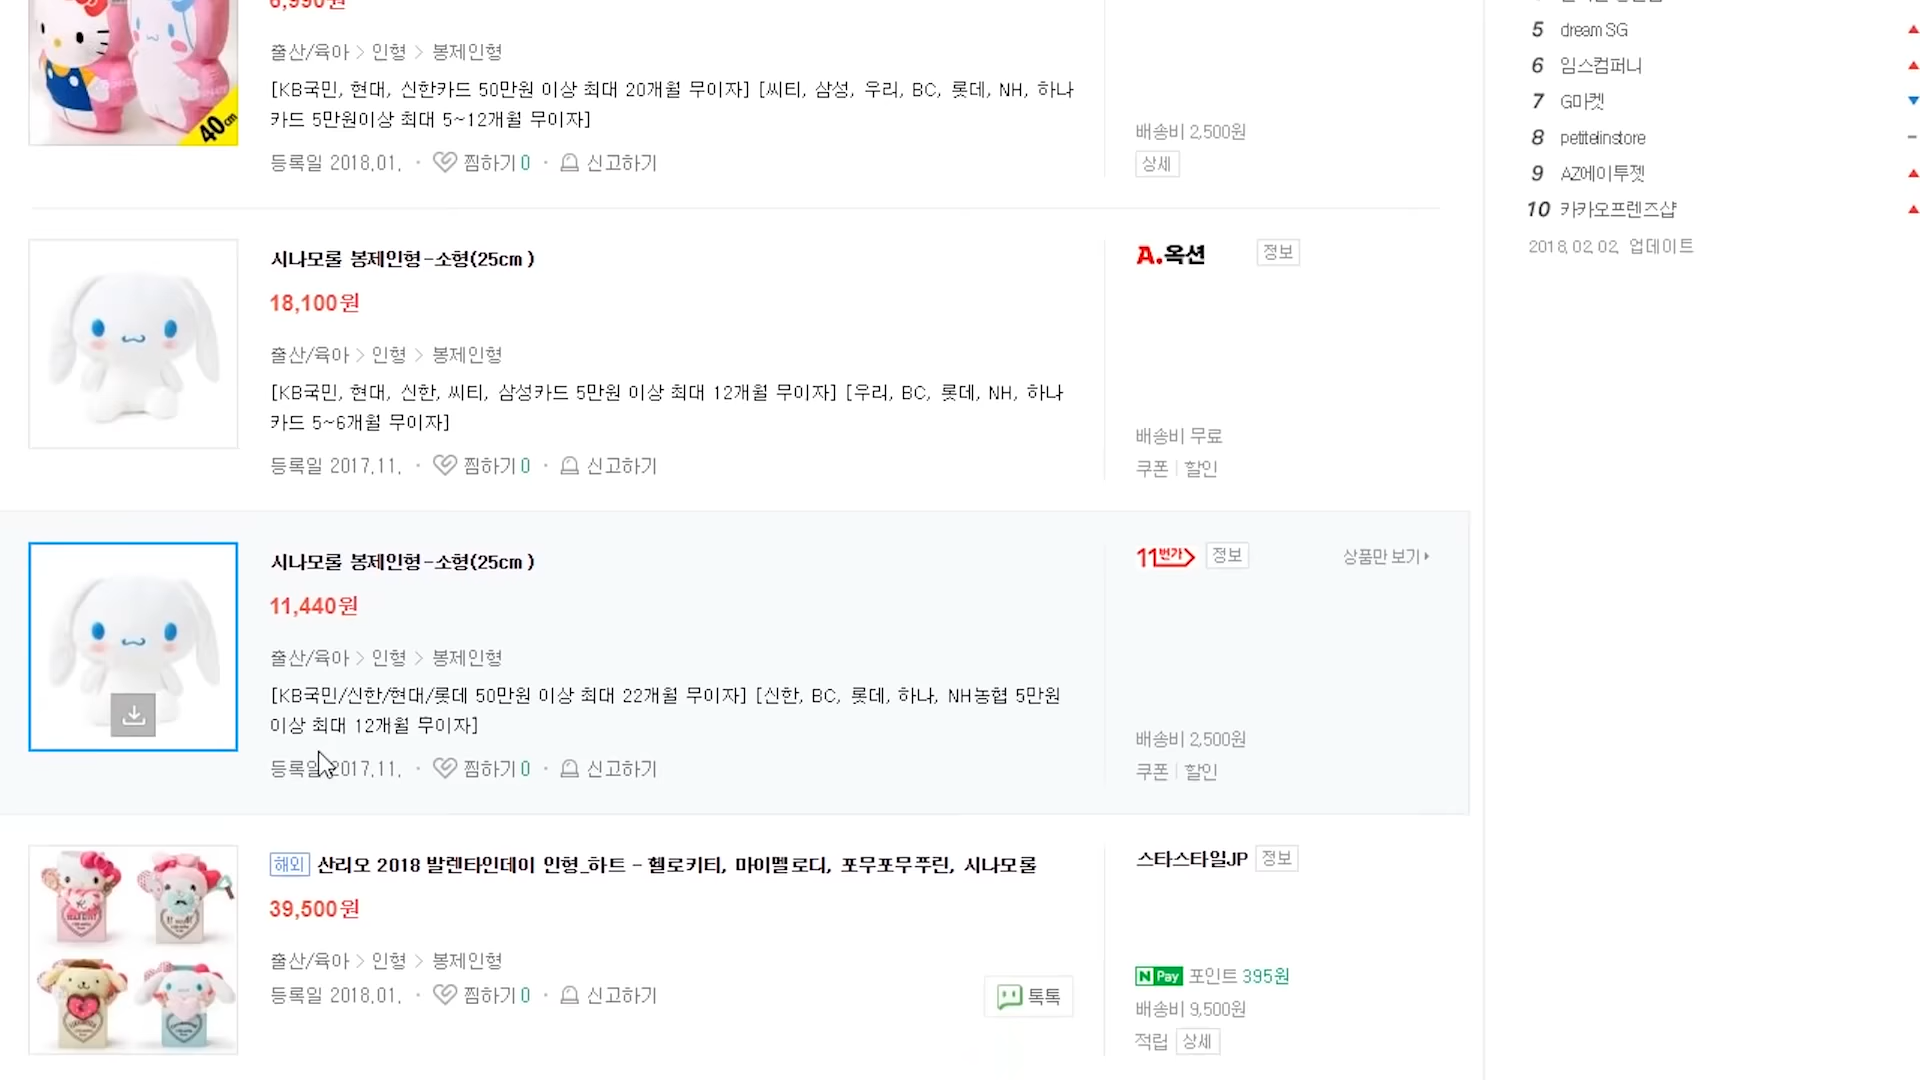 6,990원
출산/육아 > 인형 > 봉제인형
[KB국민, 현대, 신한카드 50만원 이상 최대 20개월 무이자] [씨티, 삼성, 우리, BC, 롯데, NH, 하나
카드 5만원이상 최대 5~12개월 무이자]
등록일 2018.01. · 찜하기 0 · 신고하기
40cm
배송비 2,500원
상세
시나모롤 봉제인형-소형(25cm )
18,100원
출산/육아 > 인형 > 봉제인형
[KB국민, 현대, 신한, 씨티, 삼성카드 5만원 이상 최대 12개월 무이자] [우리, BC, 롯데, NH, 하나
카드 5~6개월 무이자]
등록일 2017.11. · 찜하기 0 · 신고하기
A.옥션 정보
배송비 무료
쿠폰 | 할인
시나모롤 봉제인형-소형(25cm )
11,440원
출산/육아 > 인형 > 봉제인형
[KB국민/신한/현대/롯데 50만원 이상 최대 22개월 무이자] [신한, BC, 롯데, 하나, NH농협 5만원
이상 최대 12개월 무이자]
등록일 2017.11. · 찜하기 0 · 신고하기
11번가 정보 상품만 보기
배송비 2,500원
쿠폰 | 할인
해외 산리오 2018 발렌타인데이 인형_하트 - 헬로키티, 마이멜로디, 포무포무푸린, 시나모롤
39,500원
출산/육아 > 인형 > 봉제인형
등록일 2018.01. · 찜하기 0 · 신고하기
톡톡
스타스타일JP 정보
N Pay 포인트 395원
배송비 9,500원
적립 상세
5 dream SG
6 임스컴퍼니
7 G마켓
8 petitelinstore
9 AZ에이투젯
10 카카오프렌즈샵
2018.02.02. 업데이트